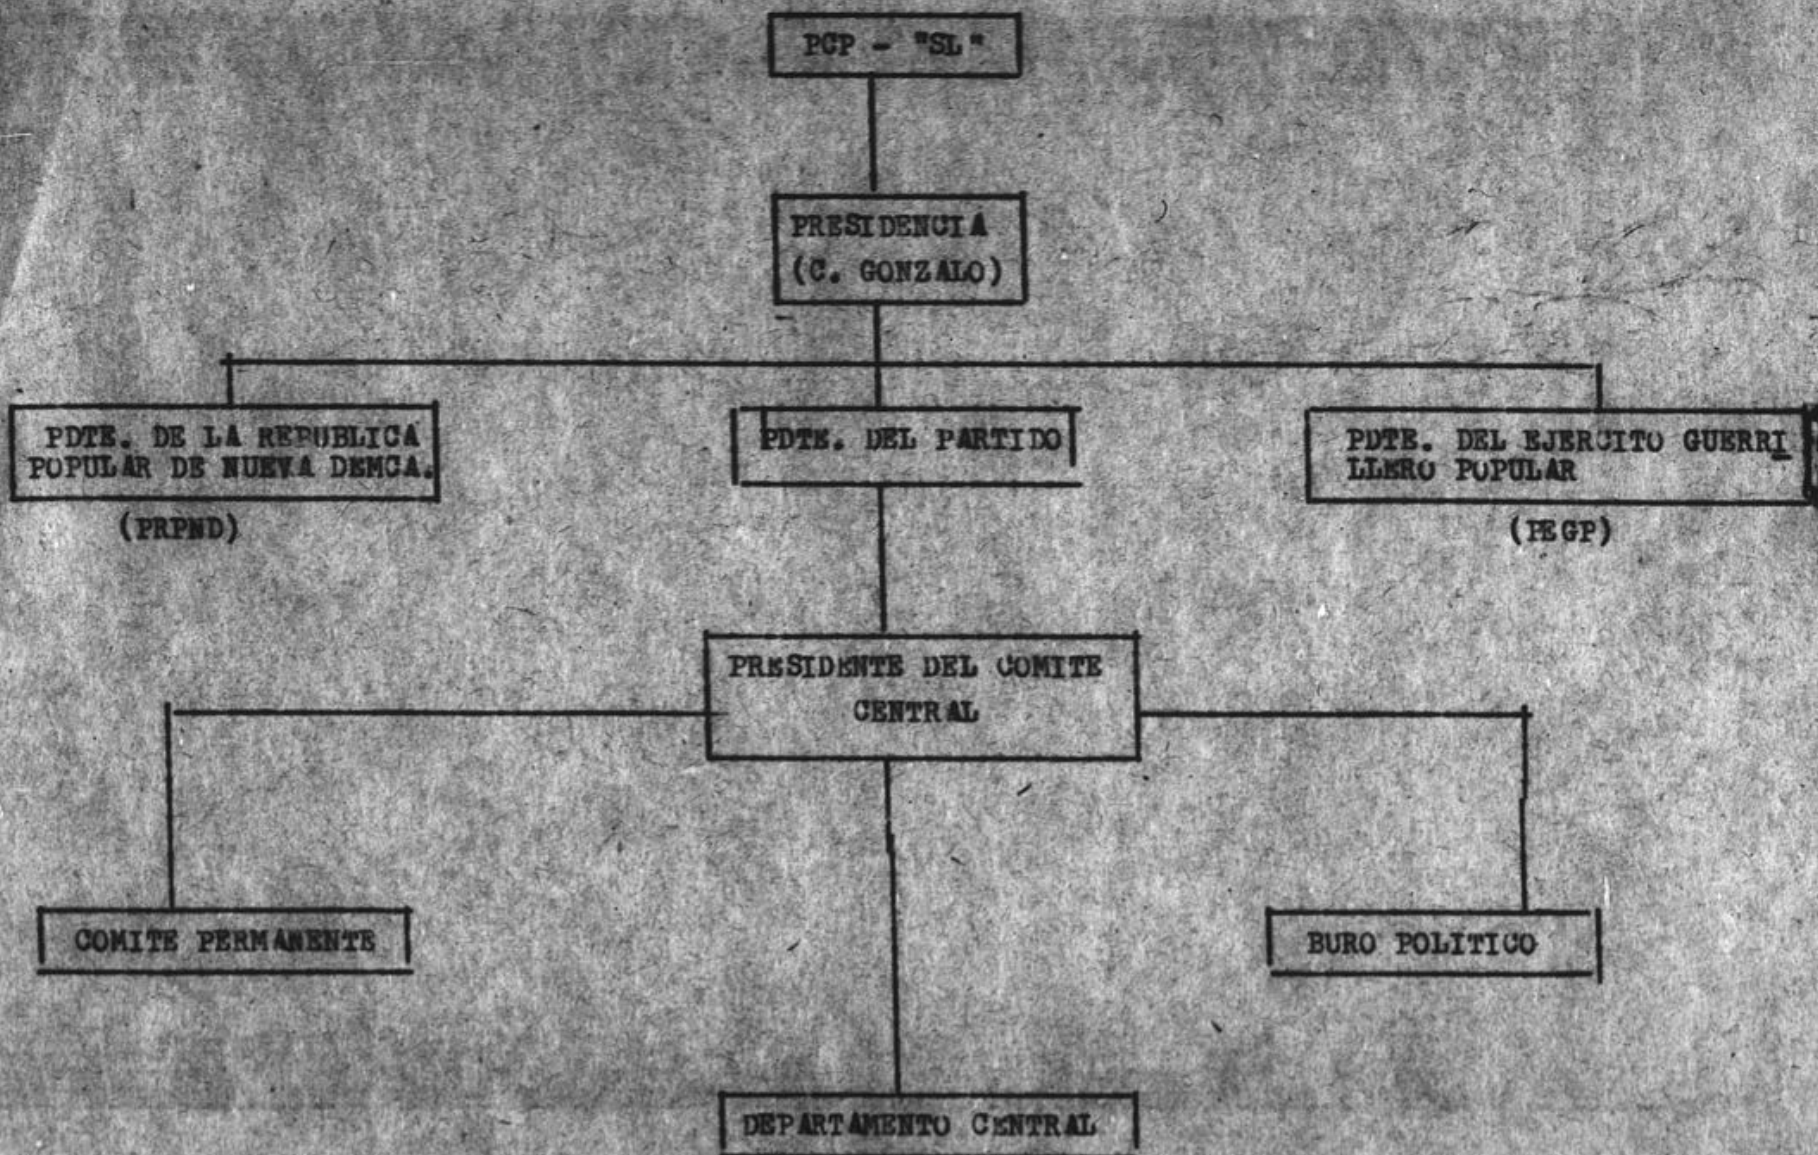 PCP - "SL"
PRESIDENCIA
(C. GONZALO)
PDTE. DE LA REPUBLICA
POPULAR DE NUEVA DEMCA.
(PRPND)
PDTE. DEL PARTIDO
PDTE. DEL EJERCITO GUERRI
LLERO POPULAR
(PEGP)
PRESIDENTE DEL COMITE
CENTRAL
COMITE PERMANENTE
BURO POLITICO
DEPARTAMENTO CENTRAL